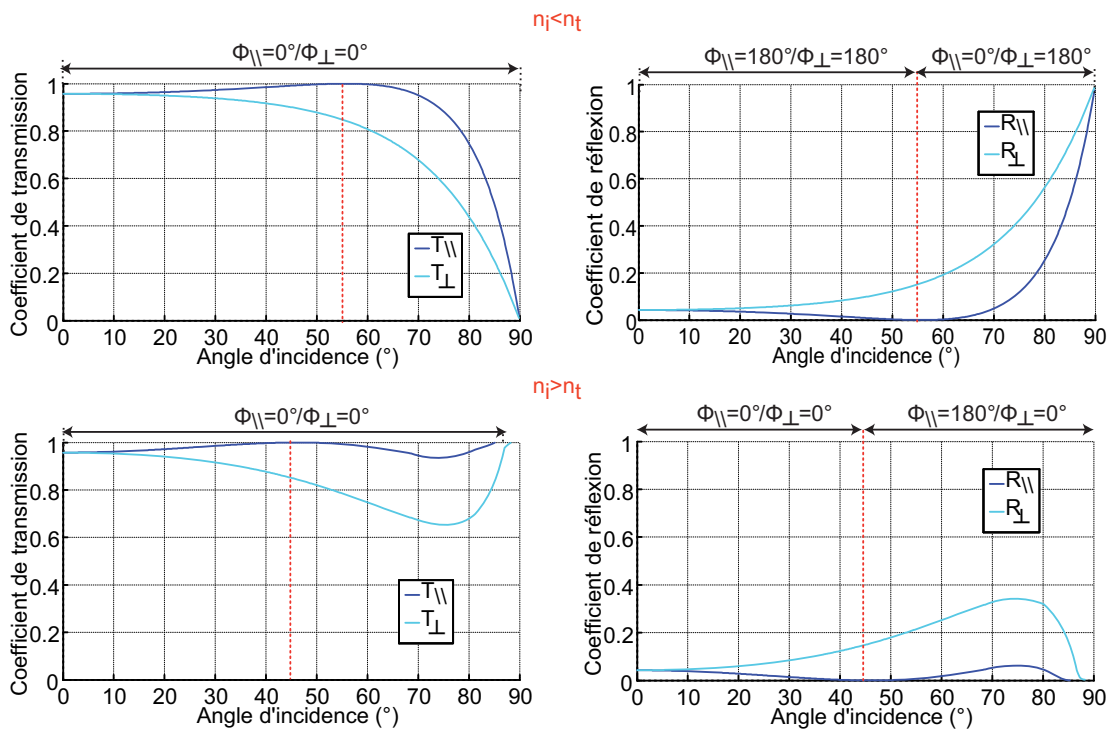 n_i<n_t
Φ\\=0°/Φ⊥=0°
Coefficient de transmission
1
0.8
0.6
0.4
0.2
0
T\\
T⊥
0 10 20 30 40 50 60 70 80 90
Angle d'incidence (°)
Φ\\=180°/Φ⊥=180° Φ\\=0°/Φ⊥=180°
Coefficient de réflexion
1
0.8
0.6
0.4
0.2
0
R\\
R⊥
0 10 20 30 40 50 60 70 80 90
Angle d'incidence (°)
n_i>n_t
Φ\\=0°/Φ⊥=0°
Coefficient de transmission
1
0.8
0.6
0.4
0.2
0
T\\
T⊥
0 10 20 30 40 50 60 70 80 90
Angle d'incidence (°)
Φ\\=0°/Φ⊥=0° Φ\\=180°/Φ⊥=0°
Coefficient de réflexion
1
0.8
0.6
0.4
0.2
0
R\\
R⊥
0 10 20 30 40 50 60 70 80 90
Angle d'incidence (°)